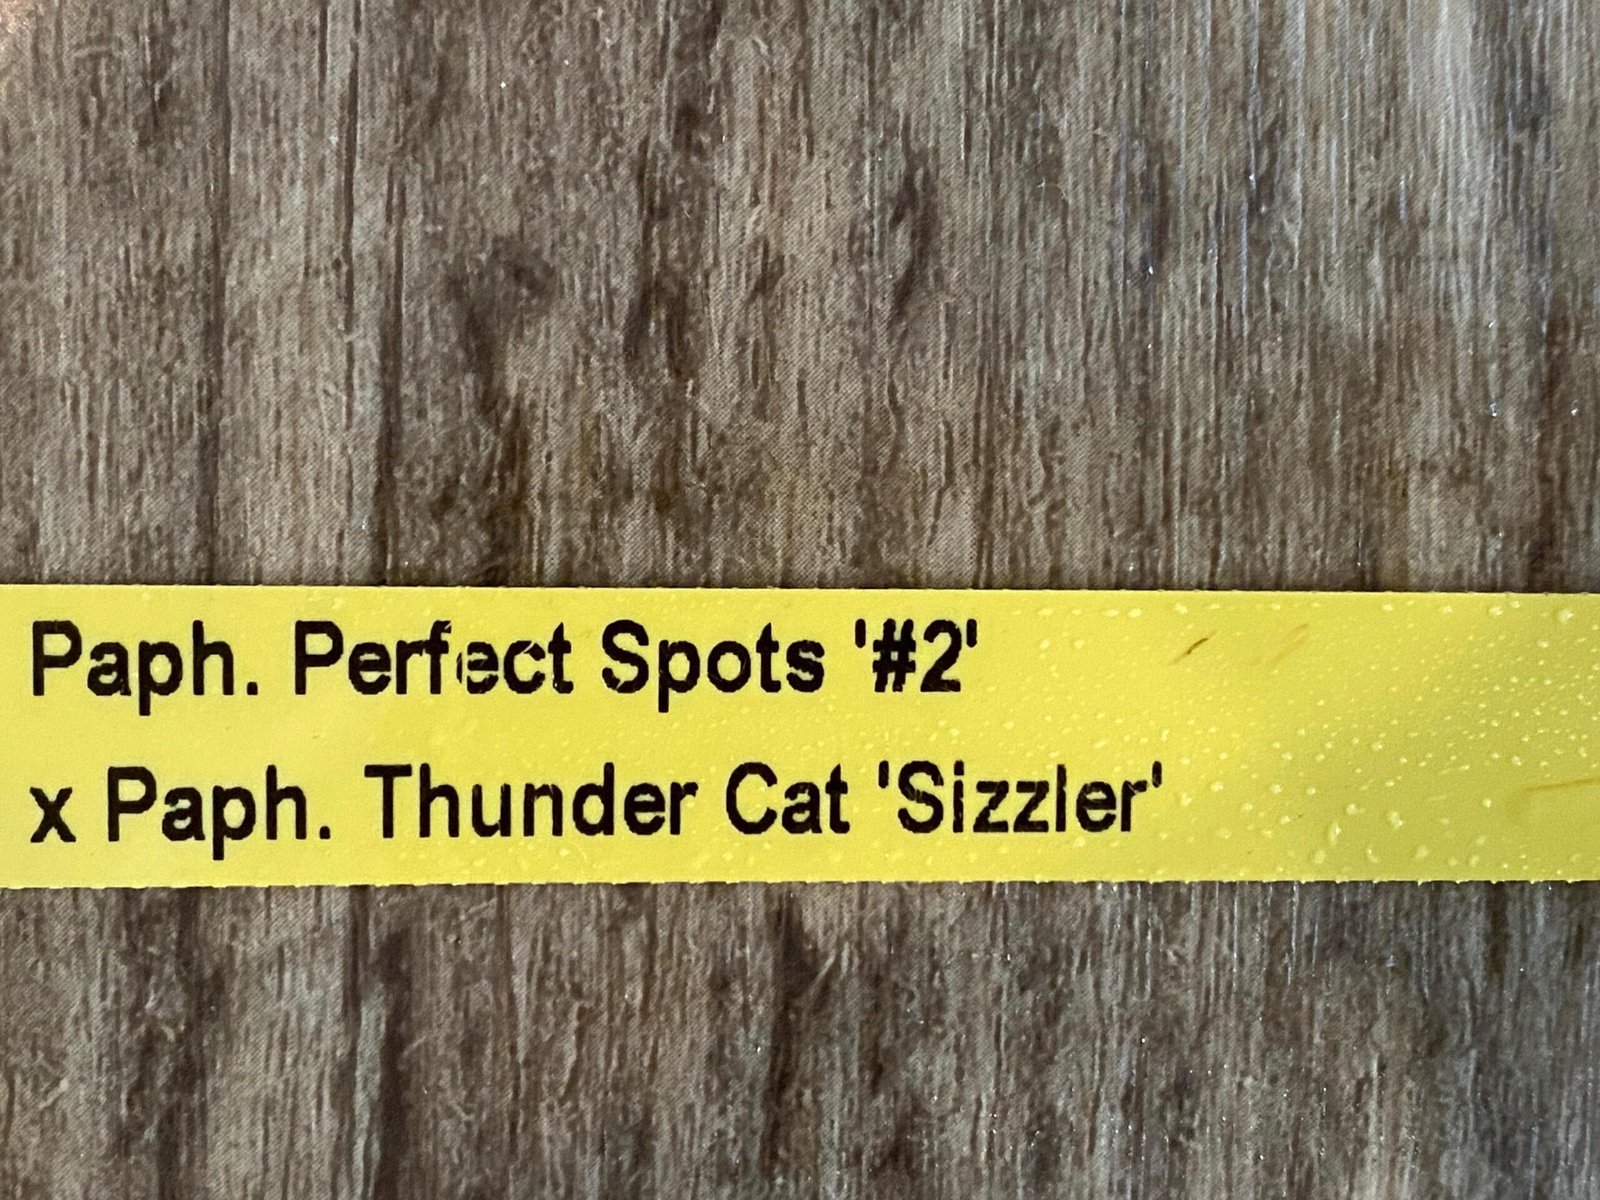 Paph. Perfect Spots '#2'
x Paph. Thunder Cat 'Sizzler'